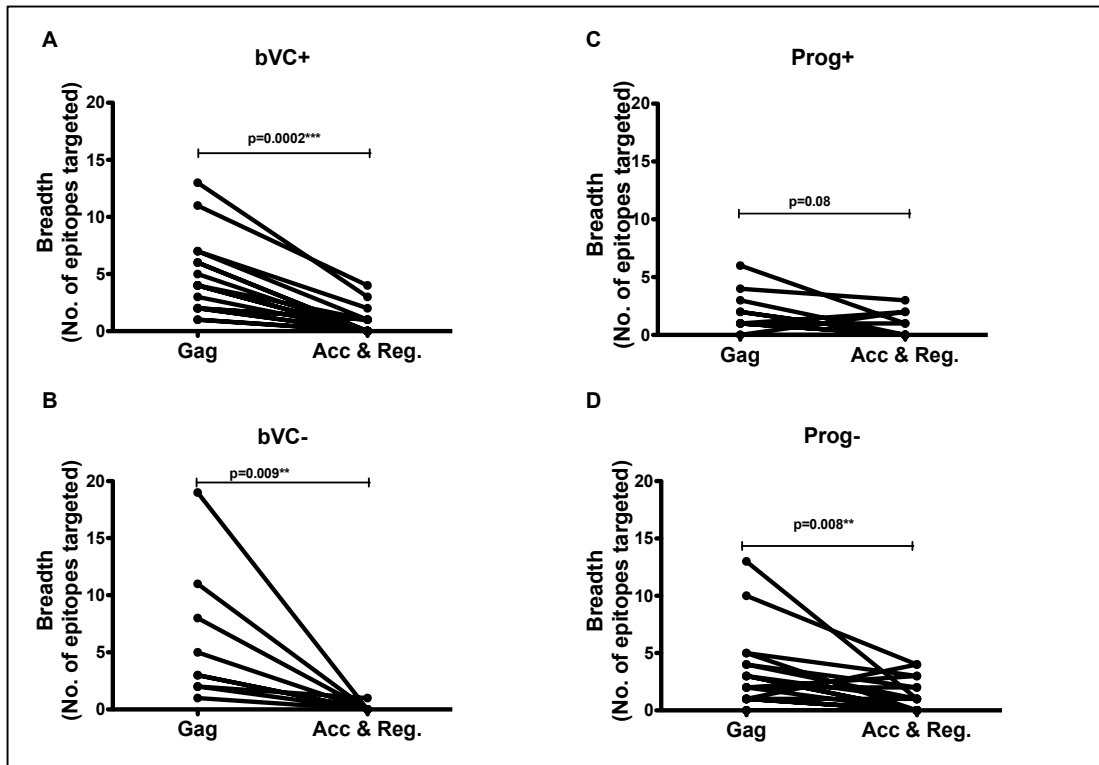 A
bVC+
Breadth
(No. of epitopes targeted)
20
15
10
5
0
p=0.0002***
Gag
Acc & Reg.
C
Prog+
Breadth
(No. of epitopes targeted)
20
15
10
5
0
p=0.08
Gag
Acc & Reg.
B
bVC-
Breadth
(No. of epitopes targeted)
20
15
10
5
0
p=0.009**
Gag
Acc & Reg.
D
Prog-
Breadth
(No. of epitopes targeted)
20
15
10
5
0
p=0.008**
Gag
Acc & Reg.